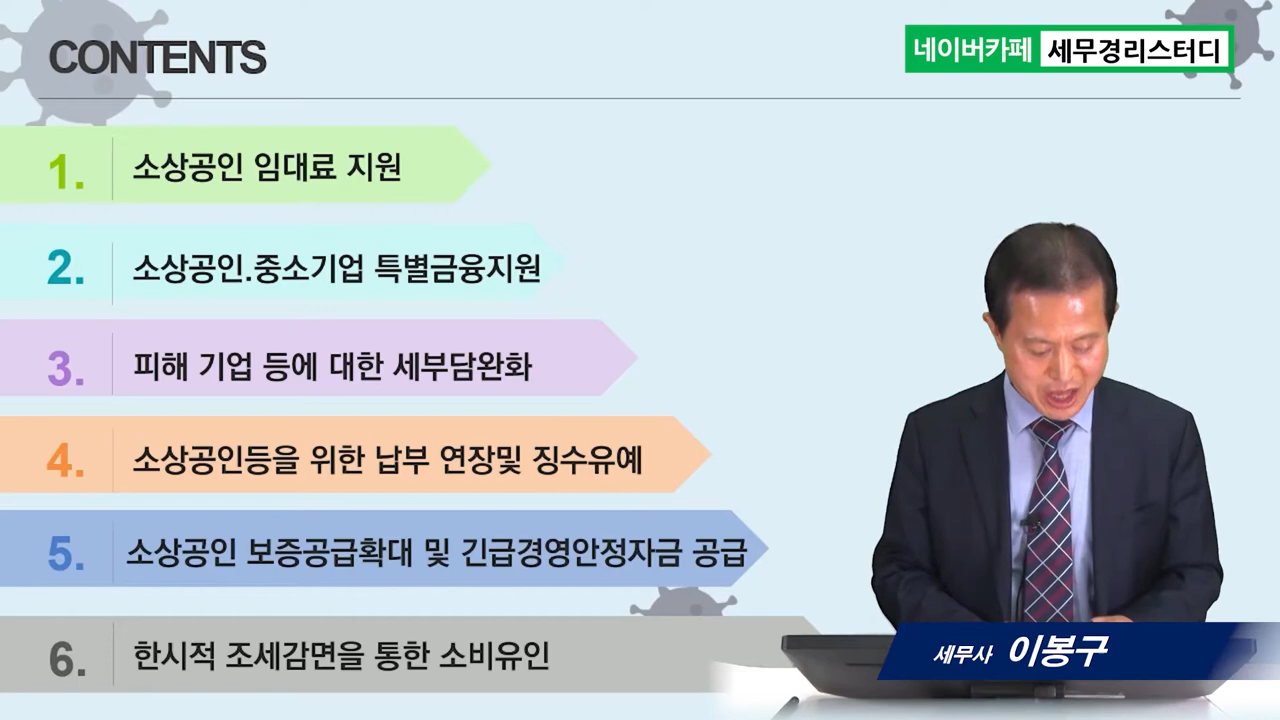 CONTENTS
네이버카페 세무경리스터디
1. 소상공인 임대료 지원
2. 소상공인.중소기업 특별금융지원
3. 피해 기업 등에 대한 세부담완화
4. 소상공인등을 위한 납부 연장및 징수유예
5. 소상공인 보증공급확대 및 긴급경영안정자금 공급
6. 한시적 조세감면을 통한 소비유인
세무사 이봉구